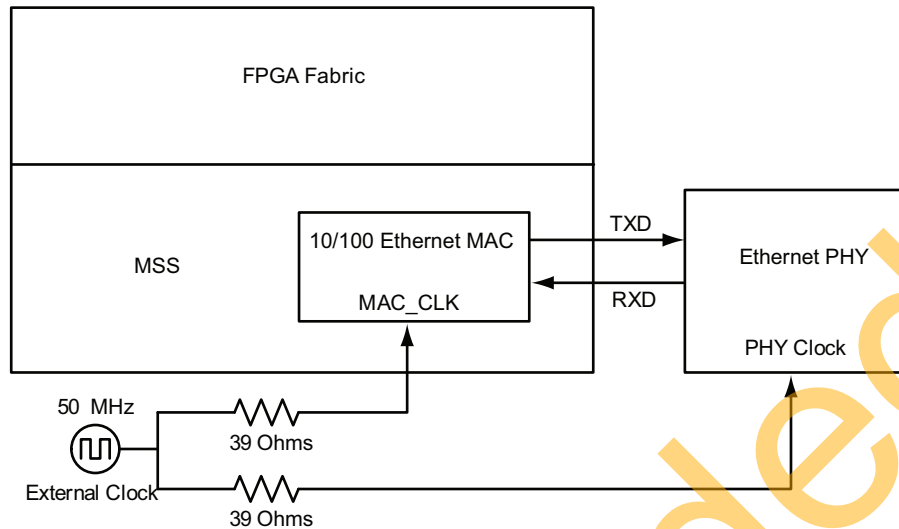 FPGA Fabric
MSS
10/100 Ethernet MAC
MAC_CLK
TXD
RXD
Ethernet PHY
PHY Clock
50 MHz
External Clock
39 Ohms
39 Ohms